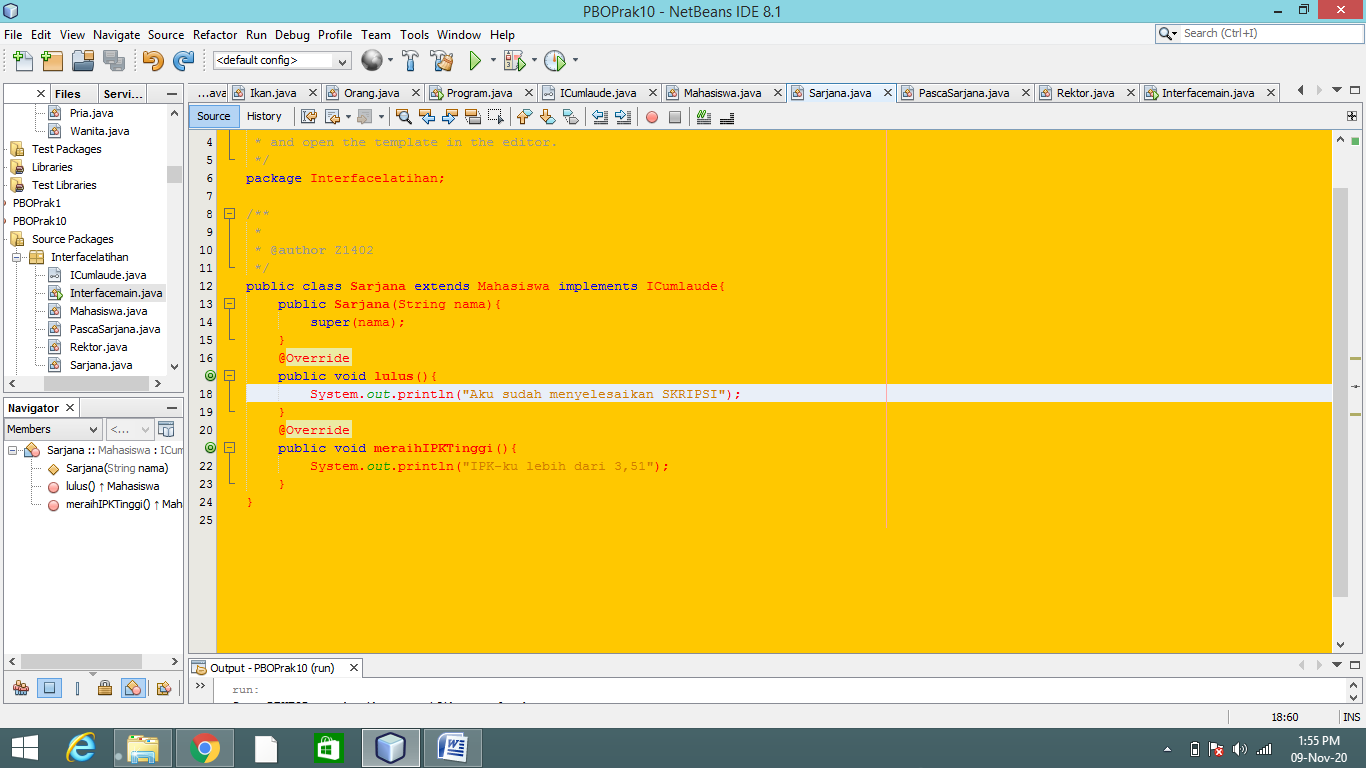 PBOPrak10 - NetBeans IDE 8.1
File Edit View Navigate Source Refactor Run Debug Profile Team Tools Window Help
Search (Ctrl+I)
<default config>
Files Servi...
...ava Ikan.java Orang.java Program.java ICumlaude.java Mahasiswa.java Sarjana.java PascaSarjana.java Rektor.java Interfacemain.java
Source History
Pria.java
Wanita.java
Test Packages
Libraries
Test Libraries
PBOPrak1
PBOPrak10
Source Packages
Interfacelatihan
ICumlaude.java
Interfacemain.java
Mahasiswa.java
PascaSarjana.java
Rektor.java
Sarjana.java
Navigator
Members <...
Sarjana :: Mahasiswa : ICum
Sarjana(String nama)
lulus() ↑ Mahasiswa
meraihIPKTinggi() ↑ Mah
4 * and open the template in the editor.
5 */
6 package Interfacelatihan;
7
8 /**
9 *
10 * @author Z1402
11 */
12 public class Sarjana extends Mahasiswa implements ICumlaude{
13 public Sarjana(String nama){
14 super(nama);
15 }
16 @Override
public void lulus(){
18 System.out.println("Aku sudah menyelesaikan SKRIPSI");
19 }
20 @Override
public void meraihIPKTinggi(){
22 System.out.println("IPK-ku lebih dari 3,51");
23 }
24 }
25
Output - PBOPrak10 (run)
run:
18:60 INS
1:55 PM
09-Nov-20